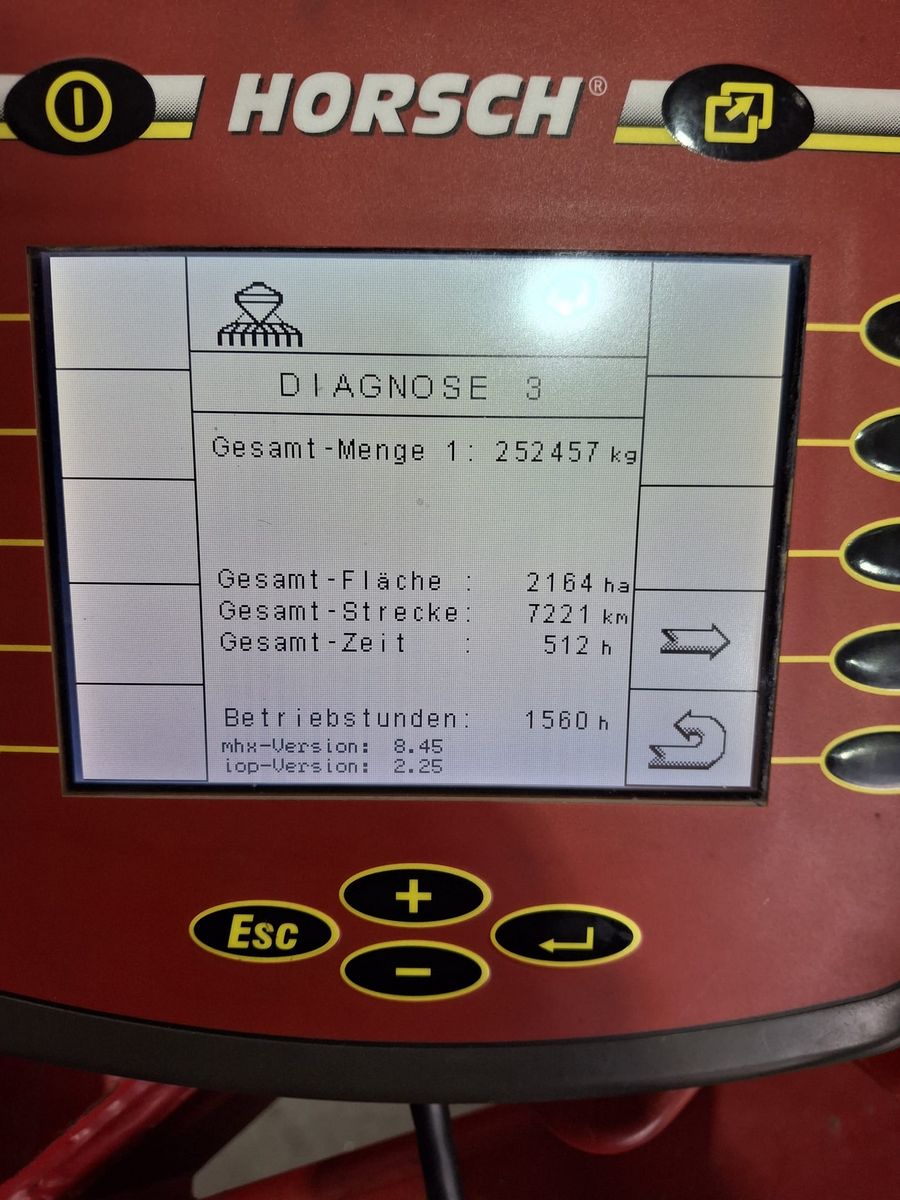 HORSCH®
DIAGNOSE 3
Gesamt-Menge 1: 252457 kg
Gesamt-Fläche : 2164 ha
Gesamt-Strecke: 7221 km
Gesamt-Zeit : 512 h
Betriebstunden: 1560 h
mhx-Version: 8.45
iop-Version: 2.25
+
Esc
−